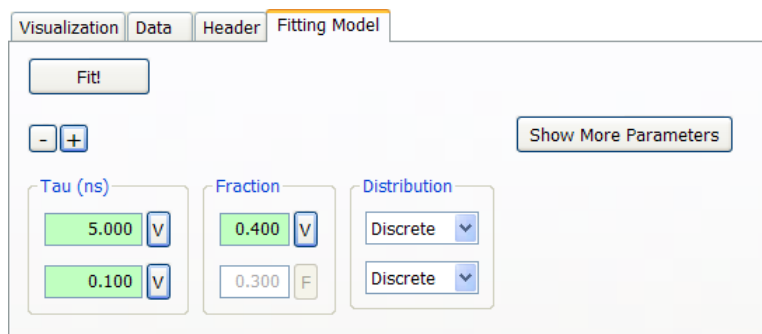 Visualization Data Header Fitting Model
Fit!
- +
Show More Parameters
Tau (ns) Fraction Distribution
5.000 V 0.400 V Discrete
0.100 V 0.300 F Discrete